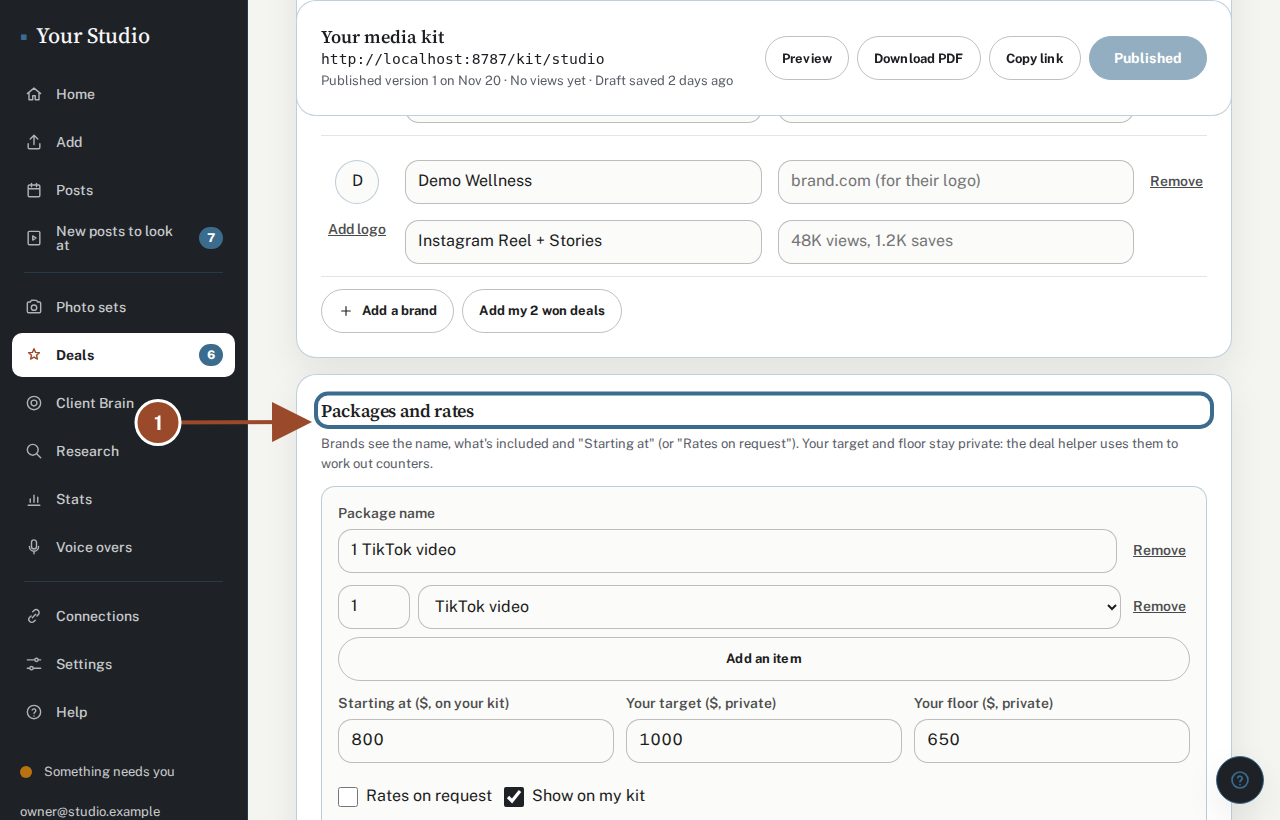 Your Studio
Home
Add
Posts
New posts to look
at
7
Photo sets
Deals
6
Client Brain
Research
Stats
Voice overs
Connections
Settings
Help
Something needs you
owner@studio.example
1
Your media kit
http://localhost:8787/kit/studio
Published version 1 on Nov 20 · No views yet · Draft saved 2 days ago
Preview
Download PDF
Copy link
Published
D
Demo Wellness
brand.com (for their logo)
Remove
Add logo
Instagram Reel + Stories
48K views, 1.2K saves
+ Add a brand
Add my 2 won deals
Packages and rates
Brands see the name, what's included and "Starting at" (or "Rates on request"). Your target and floor stay private: the deal helper uses them to
work out counters.
Package name
1 TikTok video
Remove
1
TikTok video
Remove
Add an item
Starting at ($, on your kit)
Your target ($, private)
Your floor ($, private)
800
1000
650
Rates on request
Show on my kit